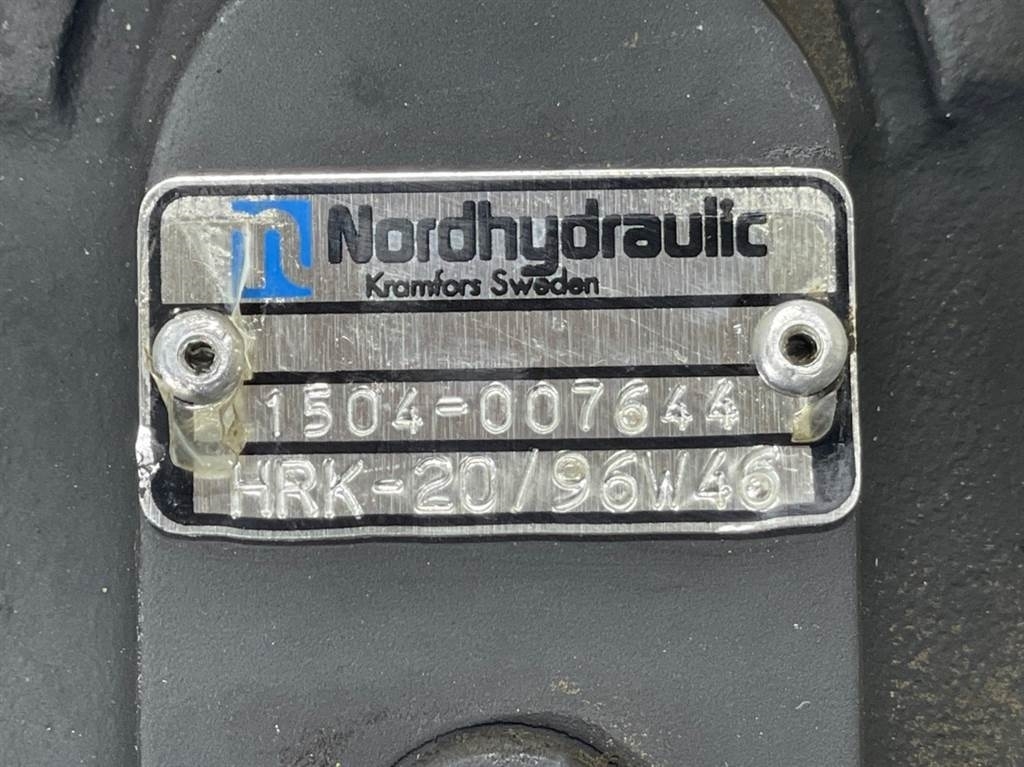 n Nordhydraulic
Kramfors Sweden
1504-007644
HRK-20/96W46